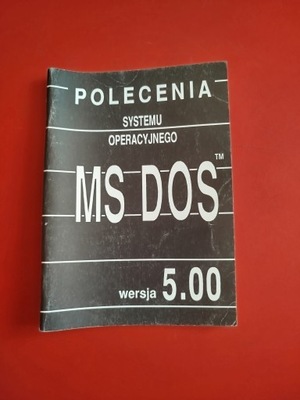 POLECENIA
SYSTEMU
OPERACYJNEGO
MS DOS™
wersja 5.00